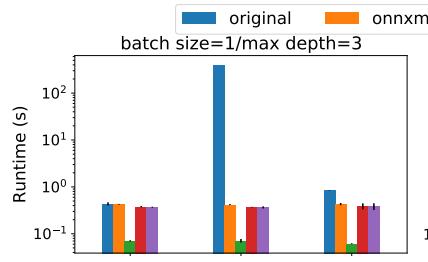 original onnxm
batch size=1/max depth=3
Runtime (s)
10²
10¹
10⁰
10⁻¹